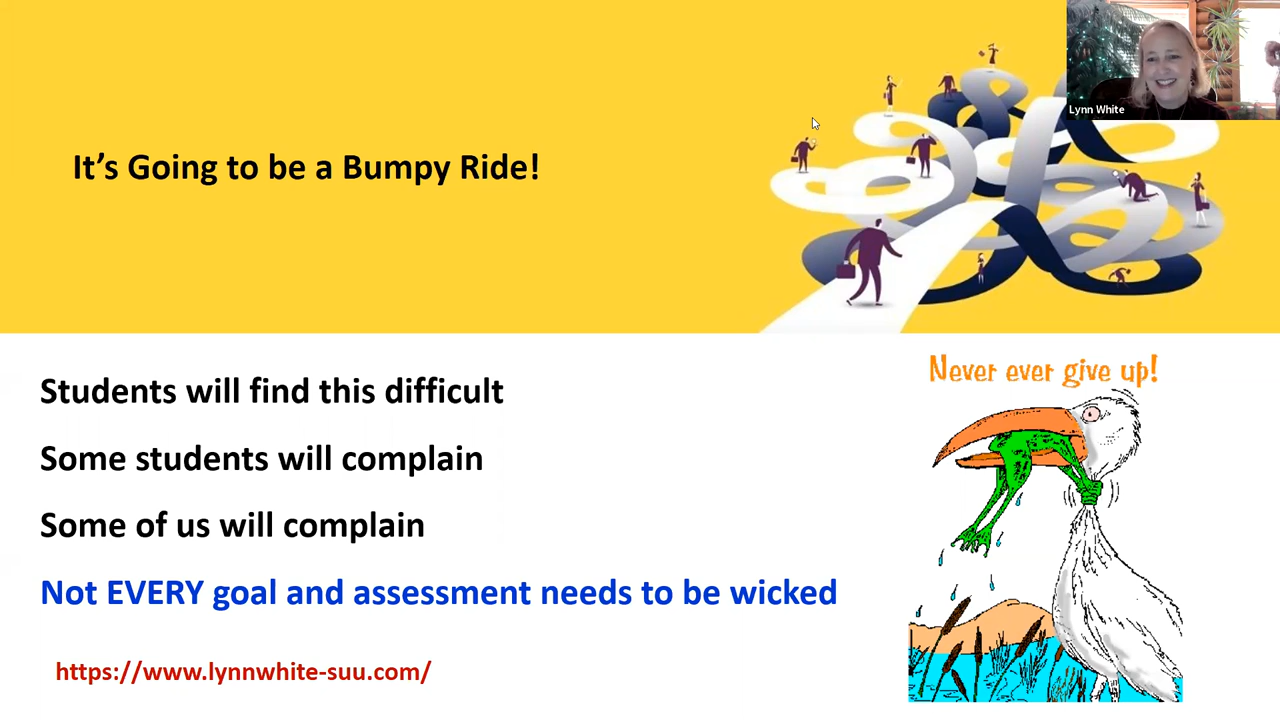 Lynn White
It's Going to be a Bumpy Ride!
Never ever give up!
Students will find this difficult
Some students will complain
Some of us will complain
Not EVERY goal and assessment needs to be wicked
https://www.lynnwhite-suu.com/